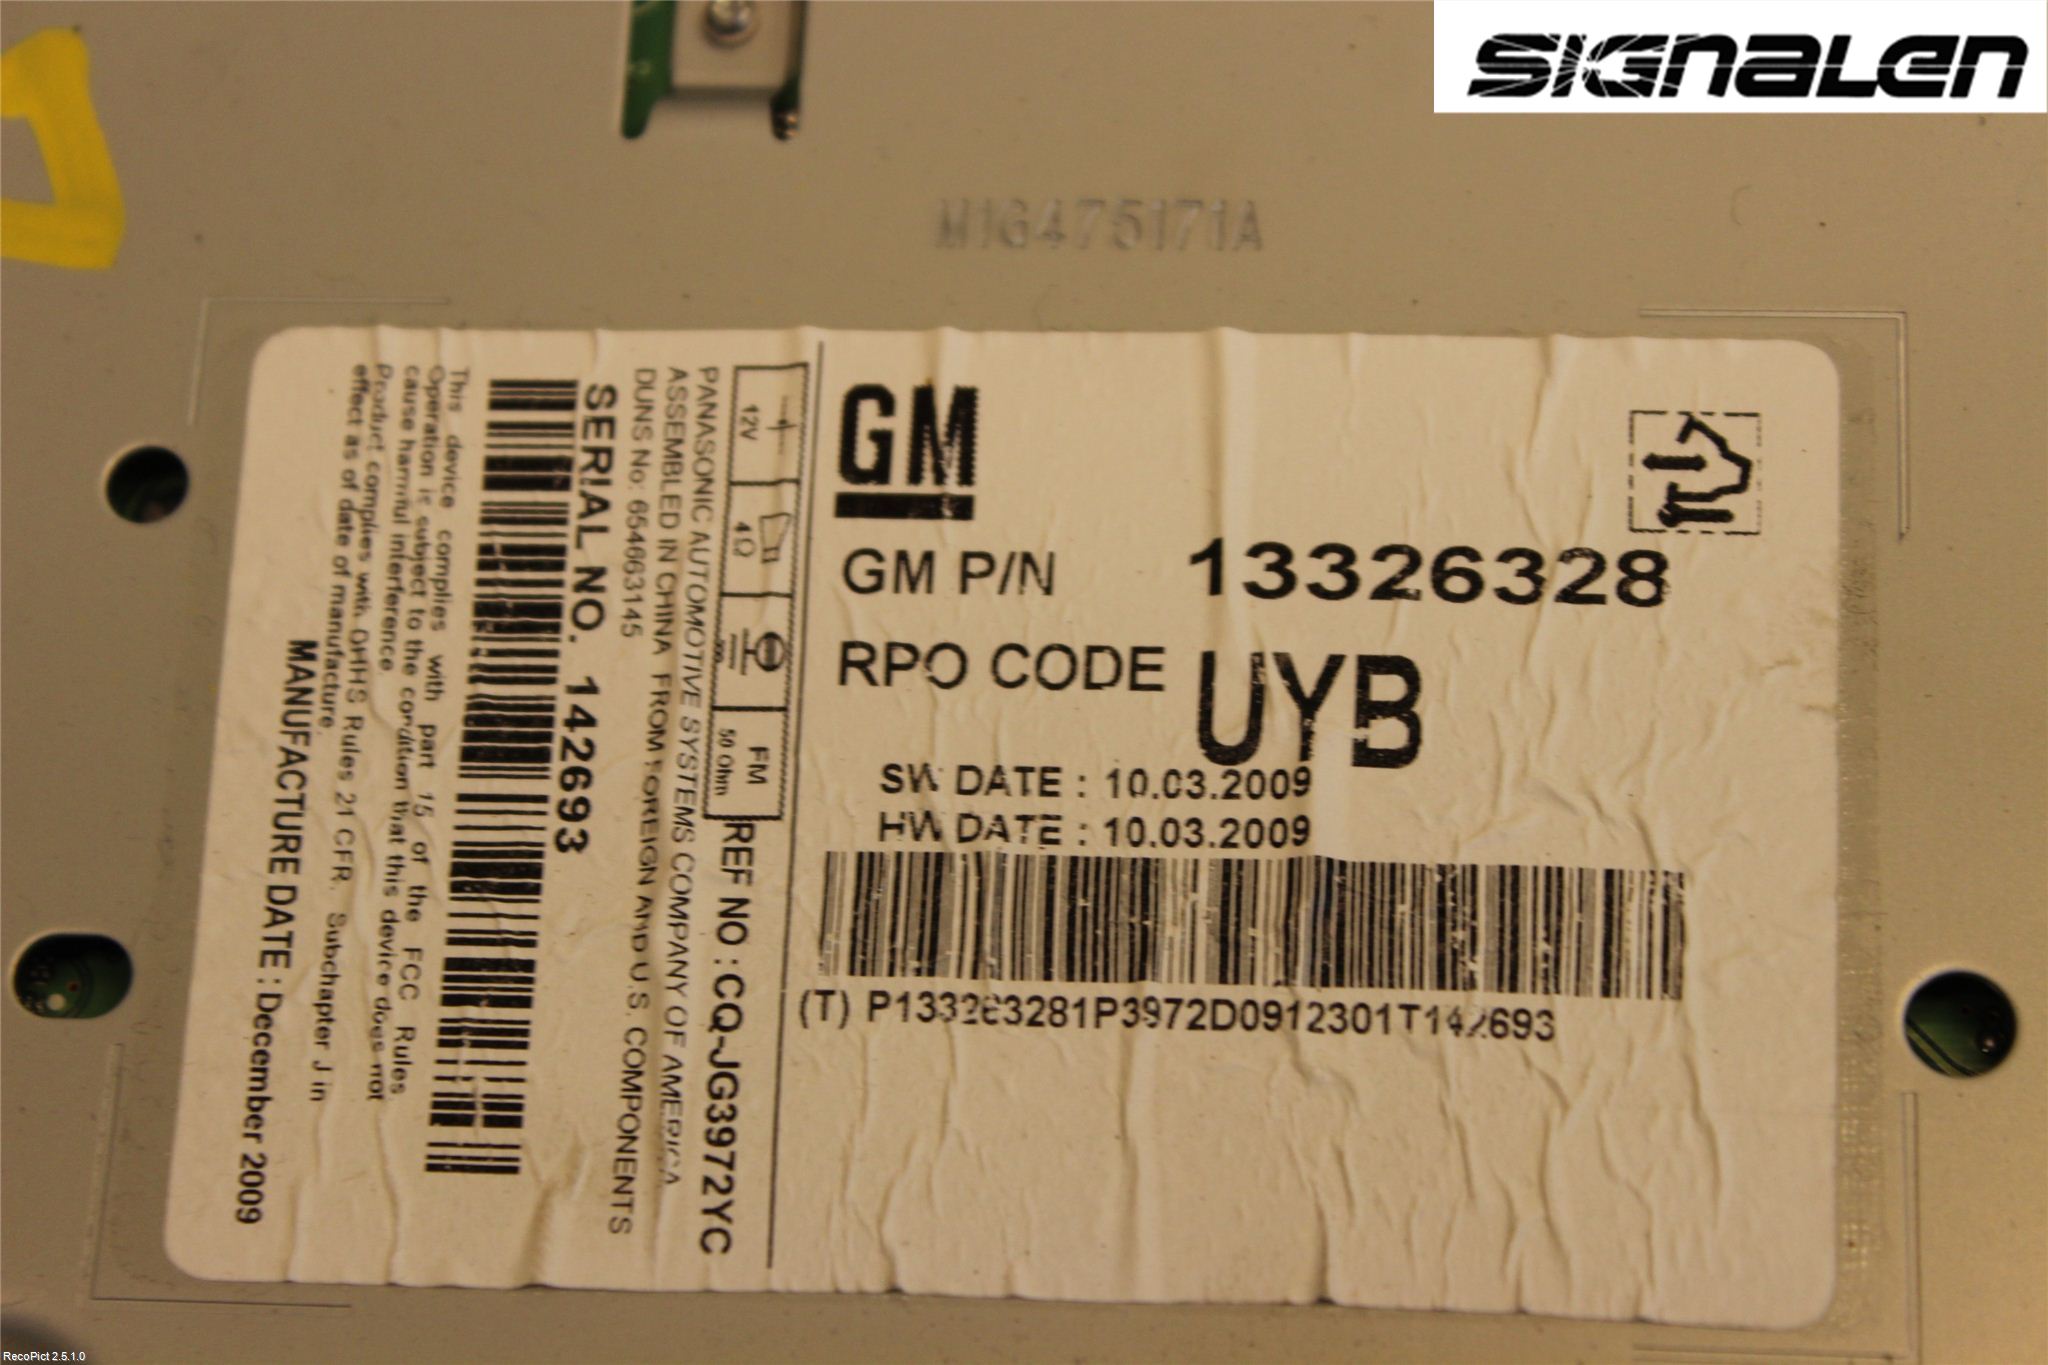 SIGNALEN
M16475171A
GM
GM P/N 13326328
RPO CODE UYB
SW DATE : 10.03.2009
HW DATE : 10.03.2009
(T) P133263281P3972D0912301T142693
12V 4Ω FM
50 Ohm
REF NO : CQ-JG3972YC
PANASONIC AUTOMOTIVE SYSTEMS COMPANY OF AMERICA
ASSEMBLED IN CHINA FROM FOREIGN AND U.S. COMPONENTS
DUNS No: 654663145
SERIAL NO. 142693
This device complies with part 15 of the FCC Rules
Operation is subject to the condition that this device does not
cause harmful interference.
Product complies with DHHS Rules 21 CFR. Subchapter J in
effect as of date of manufacture.
MANUFACTURE DATE : December 2009
RecoPict 2.5.1.0